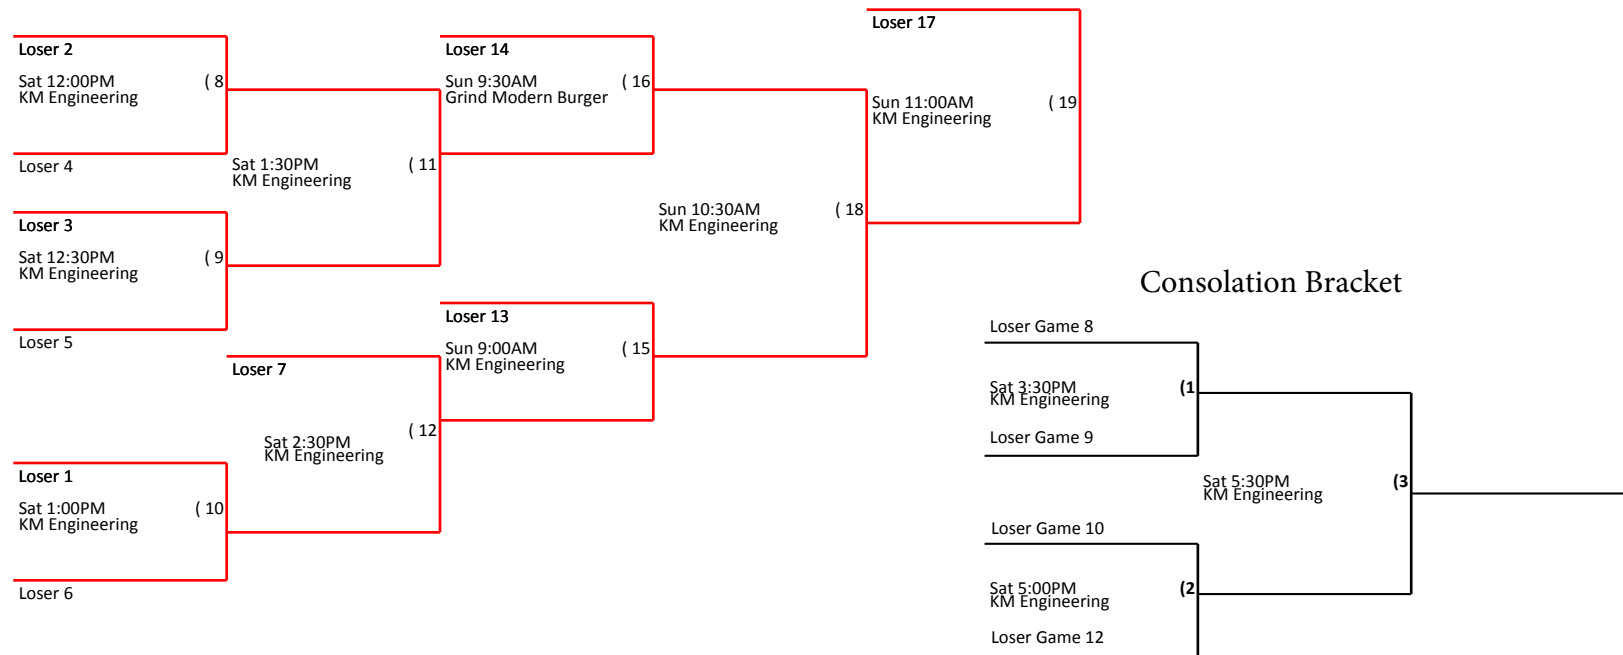 Loser 2
Sat 12:00PM
KM Engineering
( 8
Loser 4
Loser 3
Sat 12:30PM
KM Engineering
( 9
Loser 5
Loser 1
Sat 1:00PM
KM Engineering
( 10
Loser 6
Sat 1:30PM
KM Engineering
( 11
Loser 7
Sat 2:30PM
KM Engineering
( 12
Loser 14
Sun 9:30AM
Grind Modern Burger
( 16
Loser 13
Sun 9:00AM
KM Engineering
( 15
Sun 10:30AM
KM Engineering
( 18
Loser 17
Sun 11:00AM
KM Engineering
( 19
Consolation Bracket
Loser Game 8
Sat 3:30PM
KM Engineering
(1
Loser Game 9
Loser Game 10
Sat 5:00PM
KM Engineering
(2
Loser Game 12
Sat 5:30PM
KM Engineering
(3